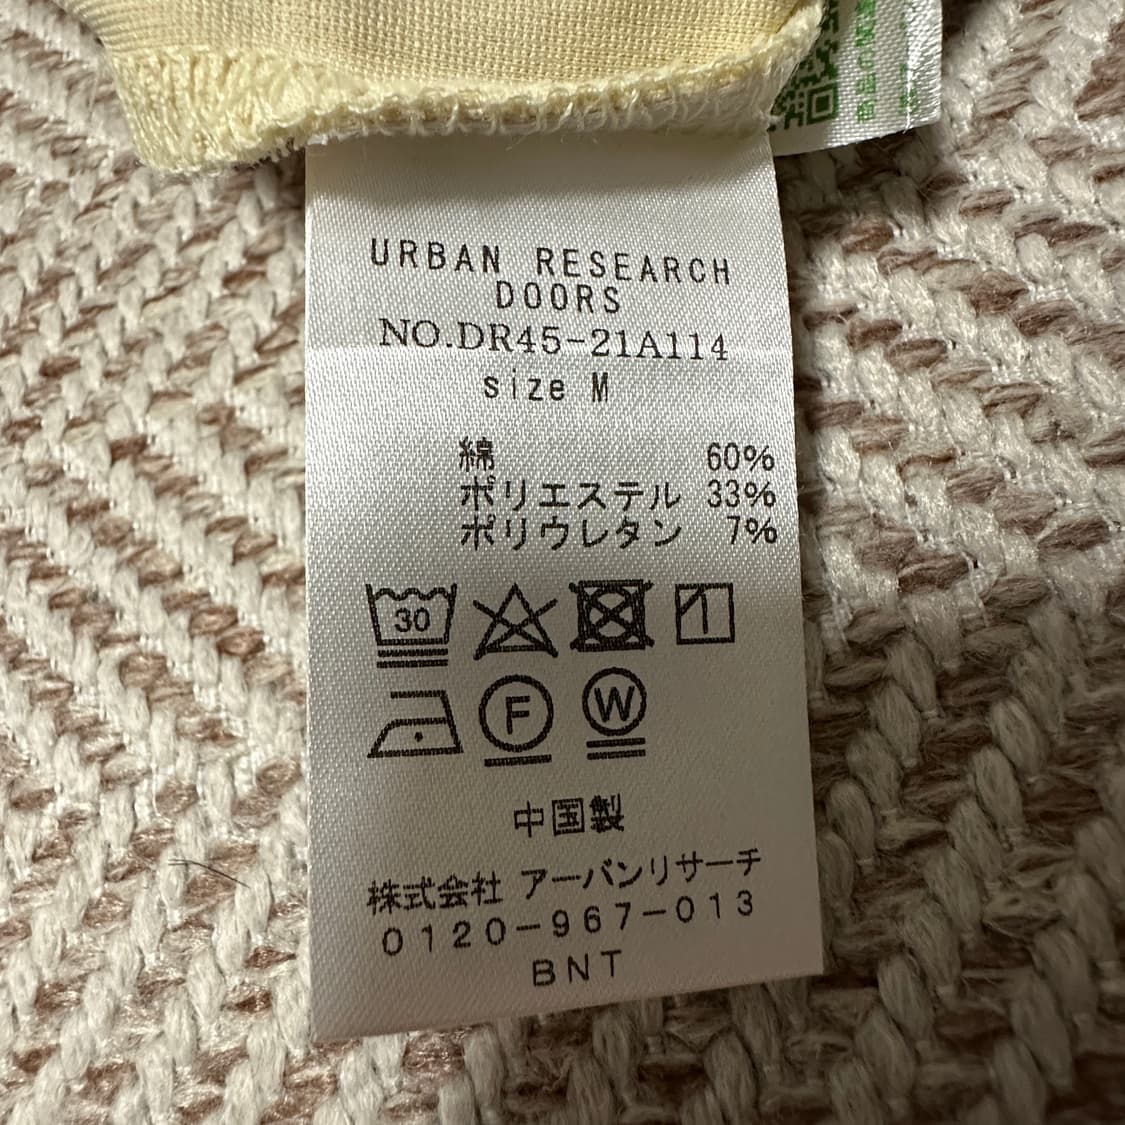 URBAN RESEARCH
DOORS
NO.DR45-21A114
size M
綿 60%
ポリエステル 33%
ポリウレタン 7%
30
F
W
中国製
株式会社 アーバンリサーチ
0120-967-013
BNT